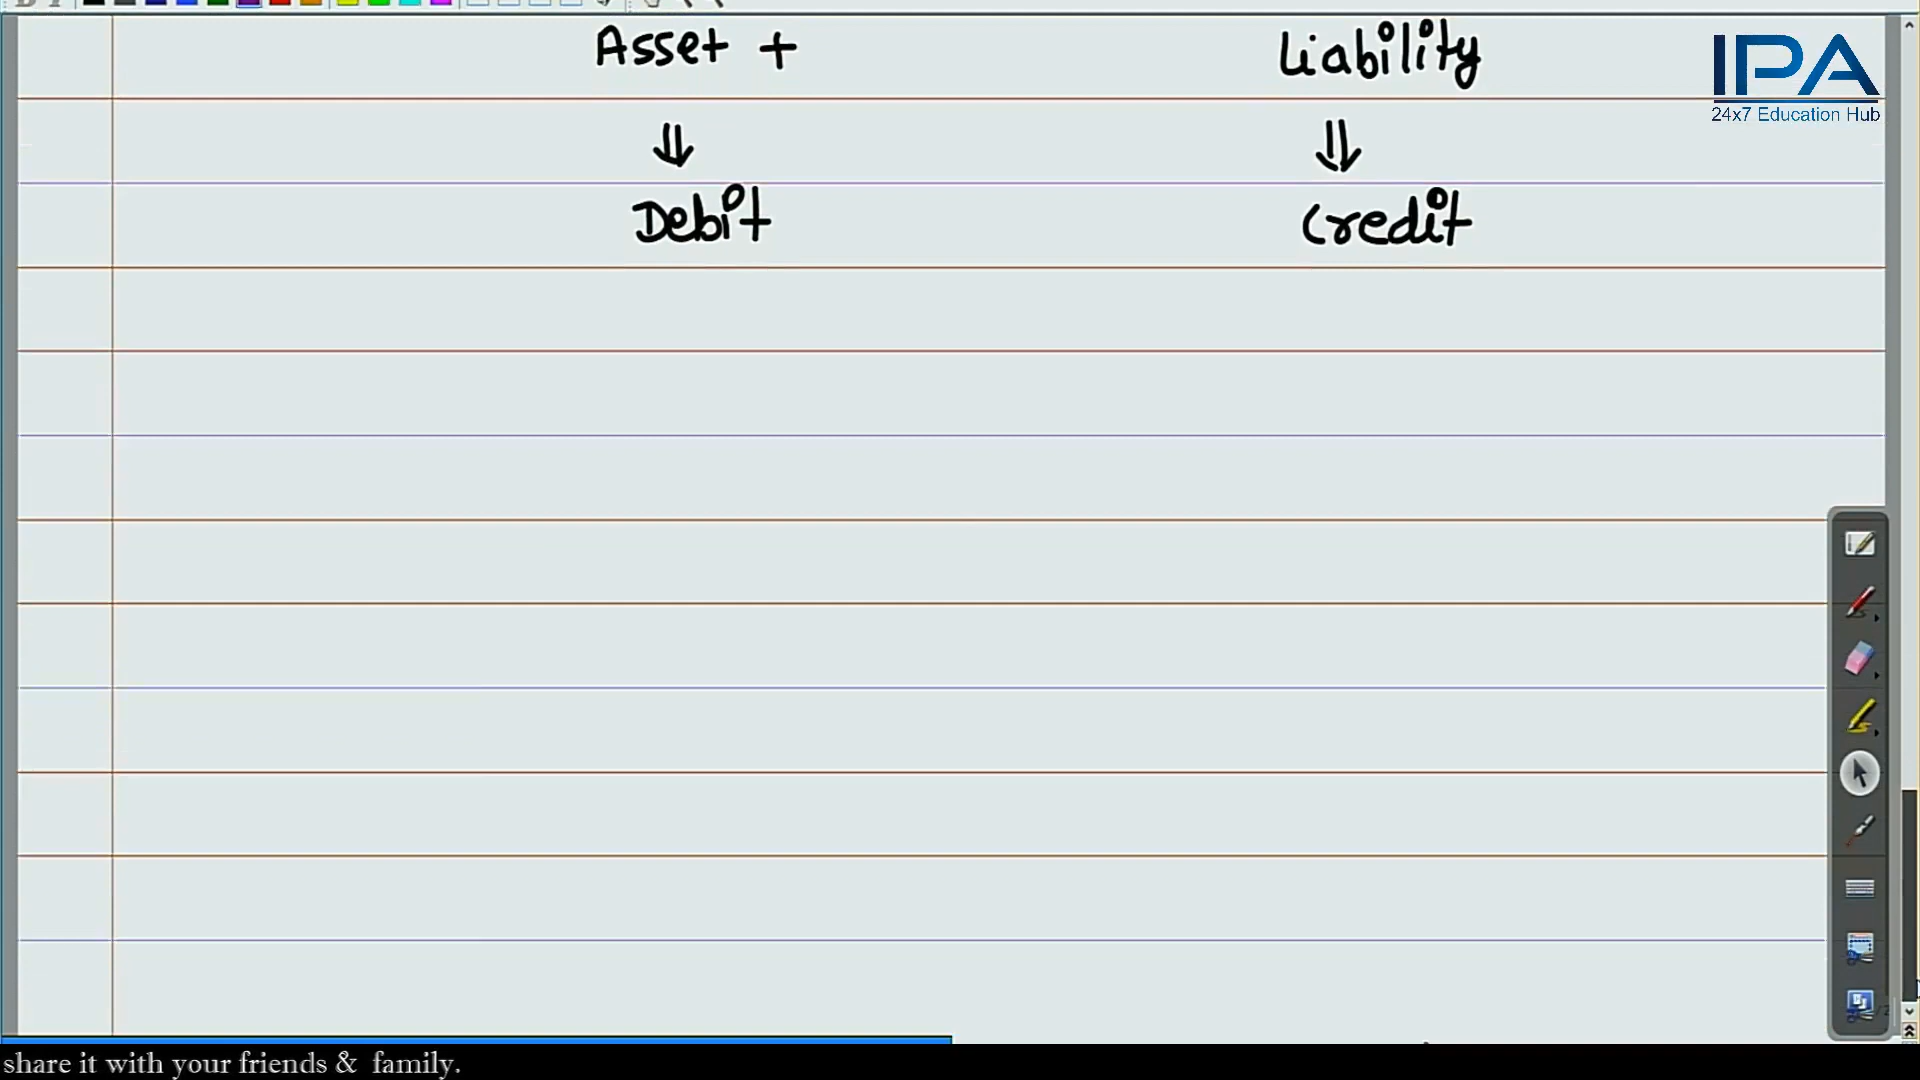 Asset + Liability
IPA
24x7 Education Hub
⇓ ⇓
Debit Credit
share it with your friends & family.